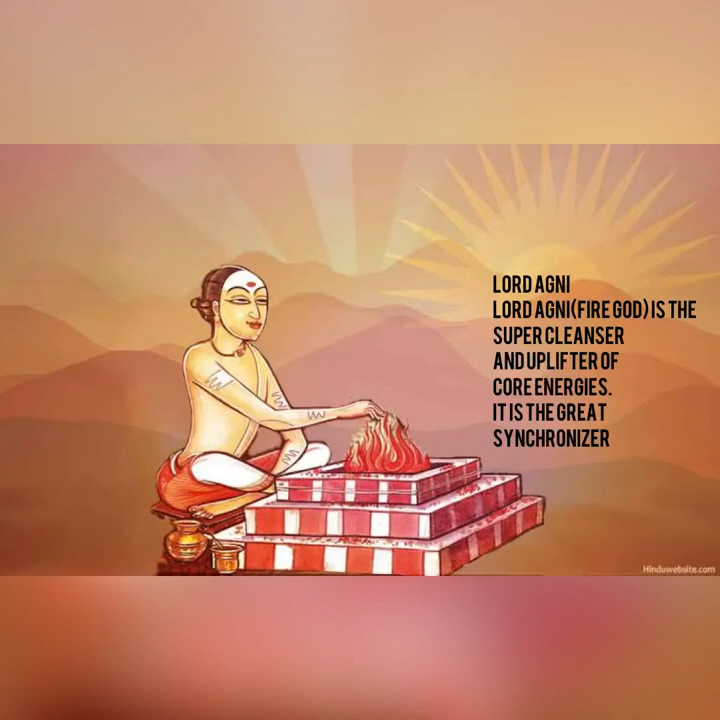 LORD AGNI
LORD AGNI(FIRE GOD) IS THE
SUPER CLEANSER
AND UPLIFTER OF
CORE ENERGIES.
IT IS THE GREAT
SYNCHRONIZER
Hinduwebsite.com